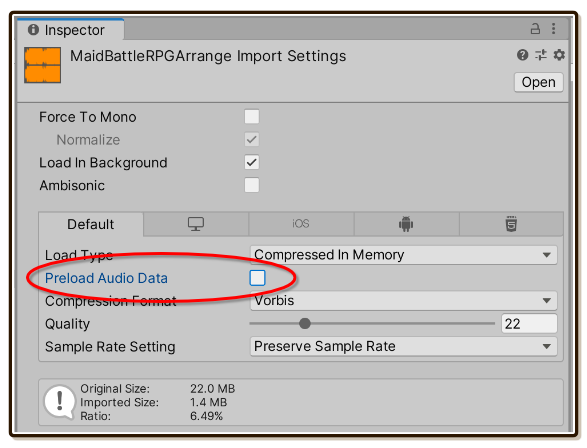 Inspector
MaidBattleRPGArrange Import Settings
Open
Force To Mono
Normalize
Load In Background
Ambisonic
Default iOS
Load Type Compressed In Memory
Preload Audio Data
Compression Format Vorbis
Quality 22
Sample Rate Setting Preserve Sample Rate
Original Size: 22.0 MB
Imported Size: 1.4 MB
Ratio: 6.49%